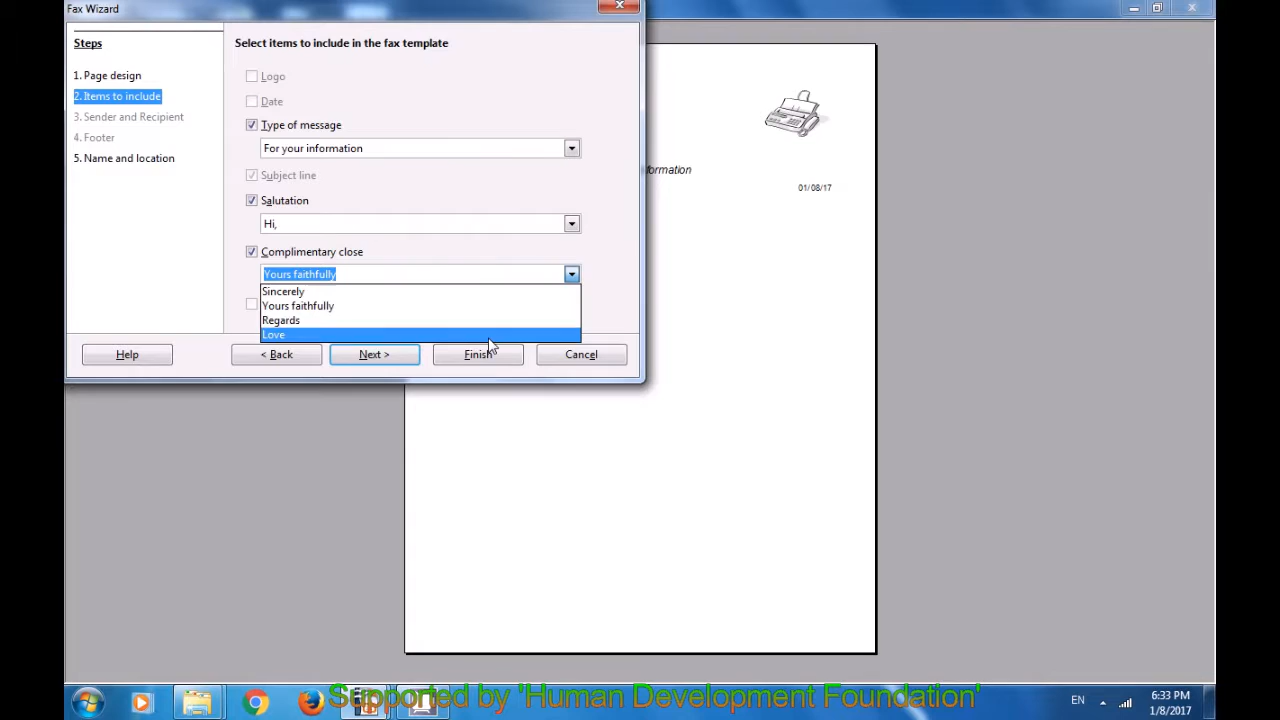 Fax Wizard
Steps
1. Page design
2. Items to include
3. Sender and Recipient
4. Footer
5. Name and location
Select items to include in the fax template
Logo
Date
Type of message
For your information
Subject line
Salutation
Hi,
Complimentary close
Yours faithfully
Sincerely
Yours faithfully
Regards
Love
Help
< Back
Next >
Finish
Cancel
formation
01/08/17
Supported by 'Human Development Foundation'
EN
6:33 PM
1/8/2017